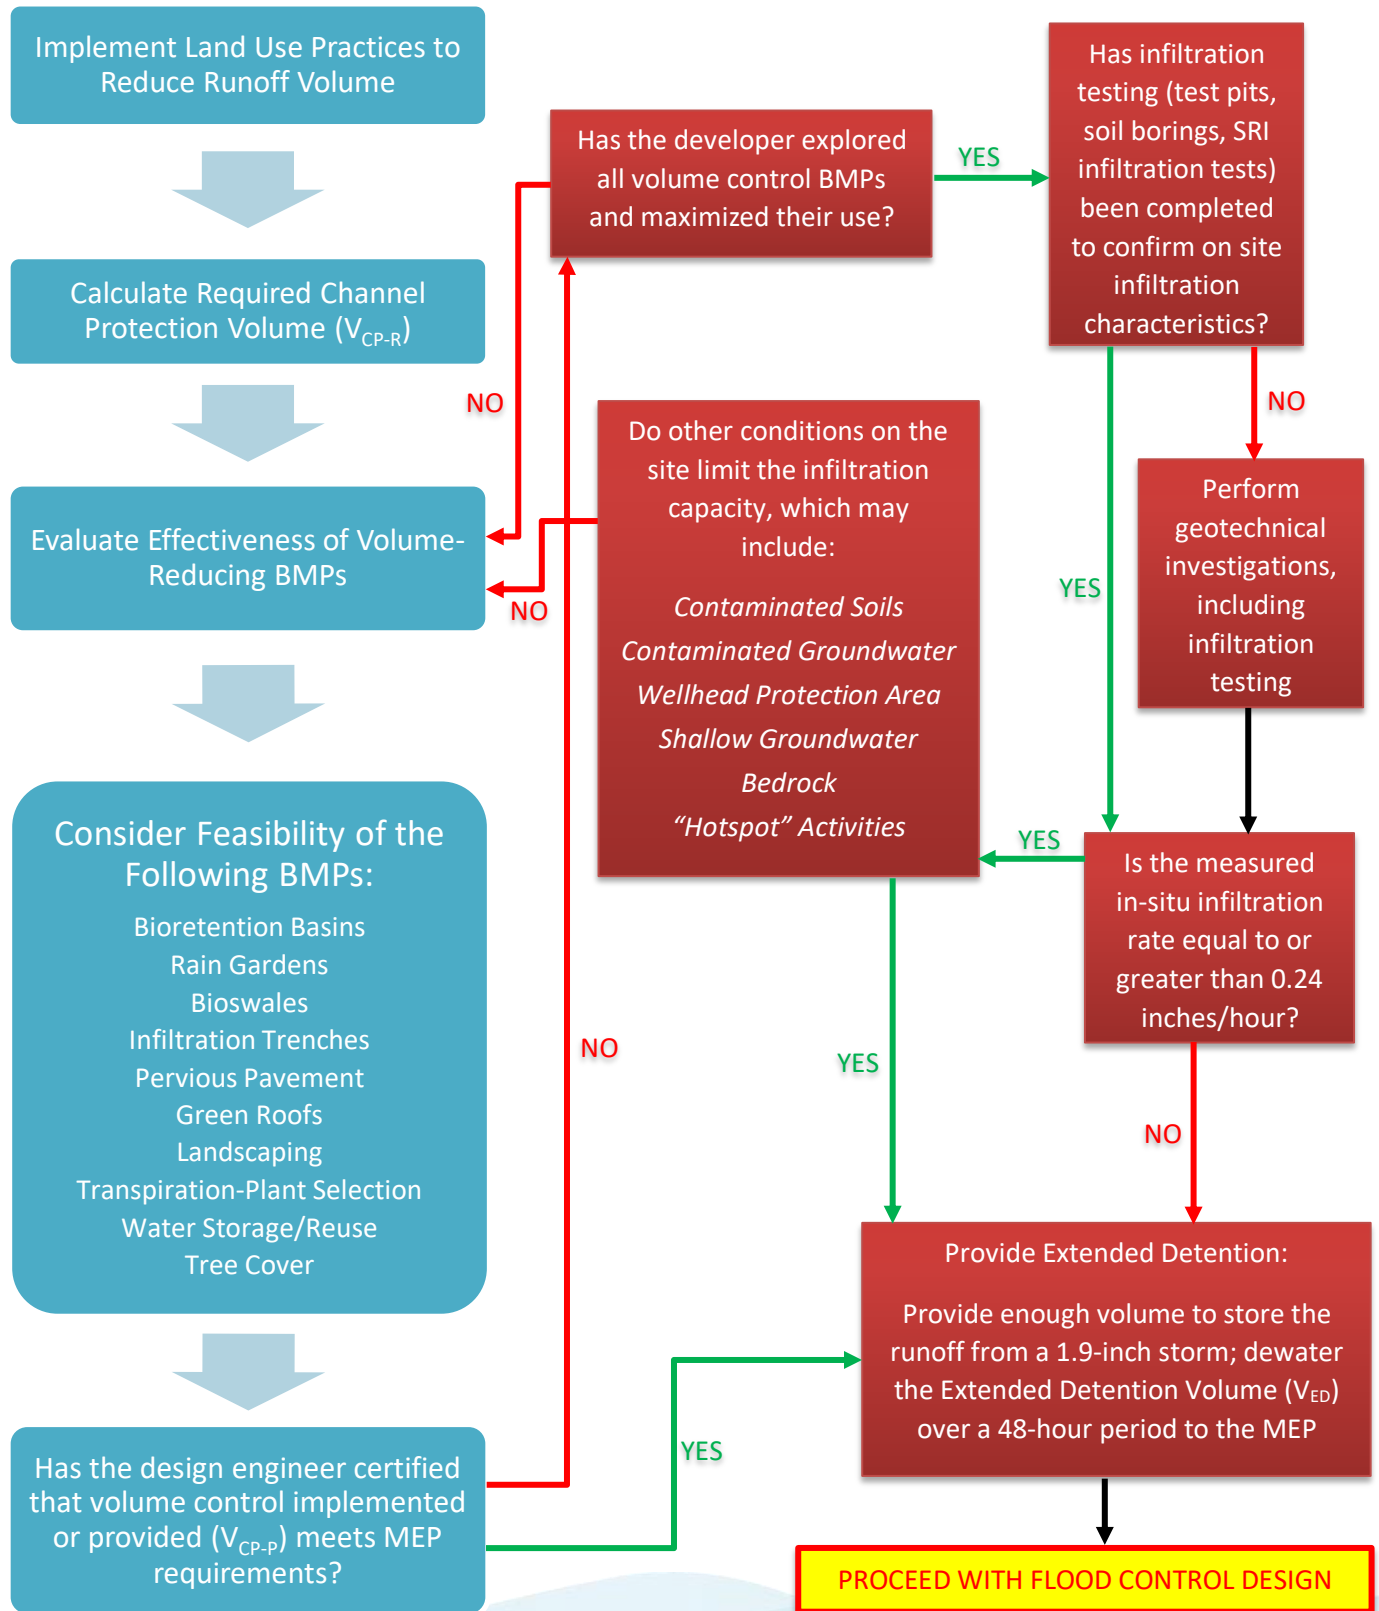 Implement Land Use Practices to
Reduce Runoff Volume
Calculate Required Channel
Protection Volume (VCP-R)
Evaluate Effectiveness of Volume-
Reducing BMPs
Consider Feasibility of the
Following BMPs:
Bioretention Basins
Rain Gardens
Bioswales
Infiltration Trenches
Pervious Pavement
Green Roofs
Landscaping
Transpiration-Plant Selection
Water Storage/Reuse
Tree Cover
Has the design engineer certified
that volume control implemented
or provided (VCP-P) meets MEP
requirements?
NO
YES
Has the developer explored
all volume control BMPs
and maximized their use?
NO
YES
Has infiltration
testing (test pits,
soil borings, SRI
infiltration tests)
been completed
to confirm on site
infiltration
characteristics?
YES
NO
Perform
geotechnical
investigations,
including
infiltration
testing
Is the measured
in-situ infiltration
rate equal to or
greater than 0.24
inches/hour?
YES
NO
Do other conditions on the
site limit the infiltration
capacity, which may
include:
Contaminated Soils
Contaminated Groundwater
Wellhead Protection Area
Shallow Groundwater
Bedrock
“Hotspot” Activities
NO
YES
Provide Extended Detention:
Provide enough volume to store the
runoff from a 1.9-inch storm; dewater
the Extended Detention Volume (VED)
over a 48-hour period to the MEP
PROCEED WITH FLOOD CONTROL DESIGN